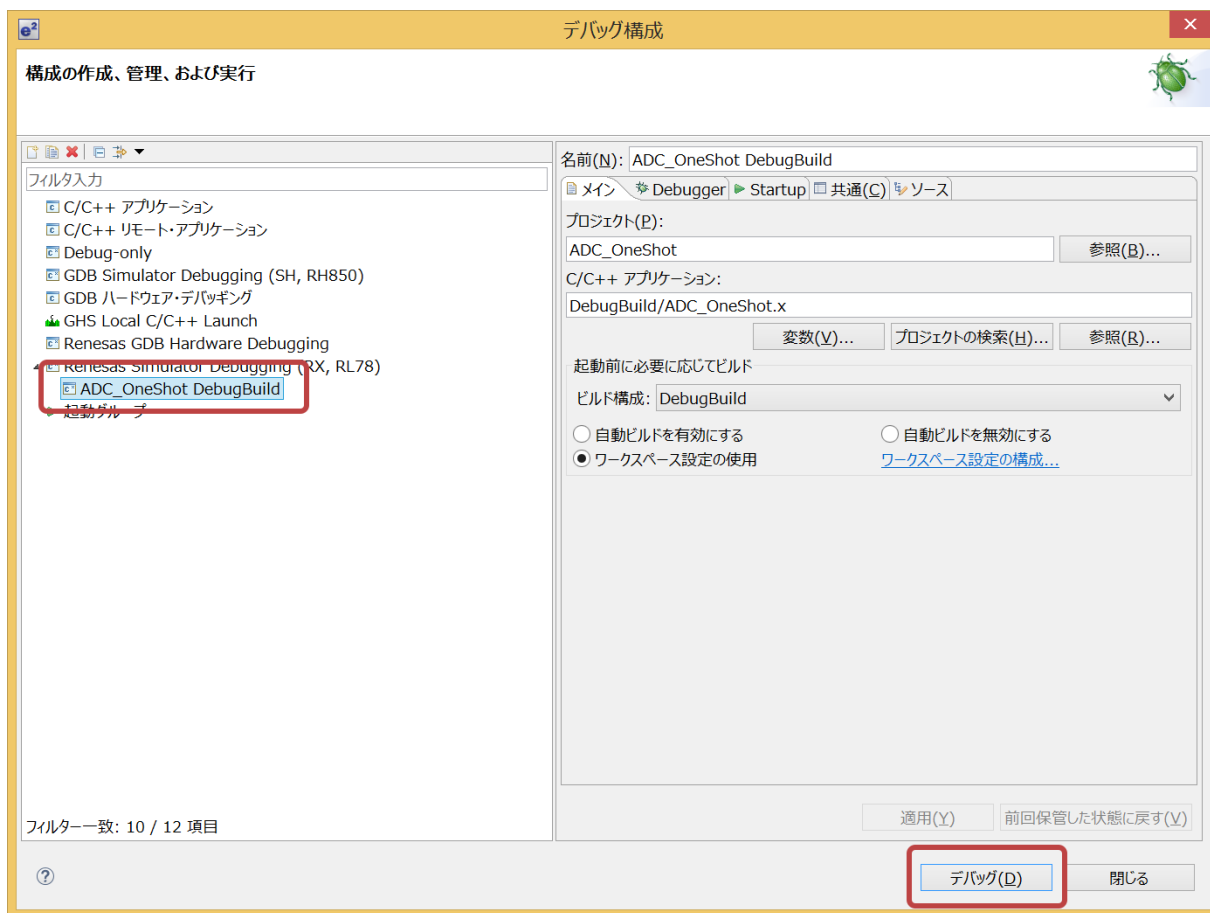 e²
デバッグ構成
構成の作成、管理、および実行
フィルタ入力
C/C++ アプリケーション
C/C++ リモート・アプリケーション
Debug-only
GDB Simulator Debugging (SH, RH850)
GDB ハードウェア・デバッギング
GHS Local C/C++ Launch
Renesas GDB Hardware Debugging
Renesas Simulator Debugging (RX, RL78)
ADC_OneShot DebugBuild
起動グループ
フィルター一致: 10 / 12 項目
名前(N): ADC_OneShot DebugBuild
メイン Debugger Startup 共通(C) ソース
プロジェクト(P):
ADC_OneShot 参照(B)...
C/C++ アプリケーション:
DebugBuild/ADC_OneShot.x
変数(V)... プロジェクトの検索(H)... 参照(R)...
起動前に必要に応じてビルド
ビルド構成: DebugBuild
自動ビルドを有効にする 自動ビルドを無効にする
ワークスペース設定の使用 ワークスペース設定の構成...
適用(Y) 前回保管した状態に戻す(V)
デバッグ(D) 閉じる